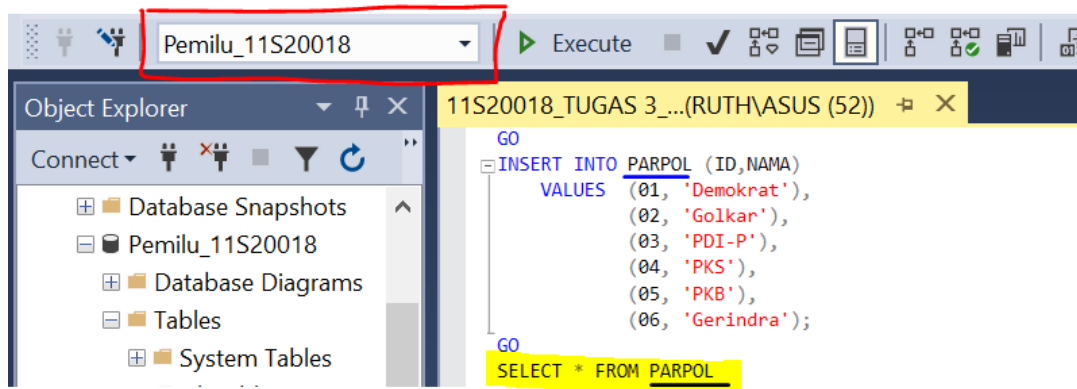 Pemilu_11S20018
Execute
Object Explorer
11S20018_TUGAS 3_...(RUTH\ASUS (52))
Connect
Database Snapshots
Pemilu_11S20018
Database Diagrams
Tables
System Tables
GO
INSERT INTO PARPOL (ID,NAMA)
VALUES (01, 'Demokrat'),
(02, 'Golkar'),
(03, 'PDI-P'),
(04, 'PKS'),
(05, 'PKB'),
(06, 'Gerindra');
GO
SELECT * FROM PARPOL